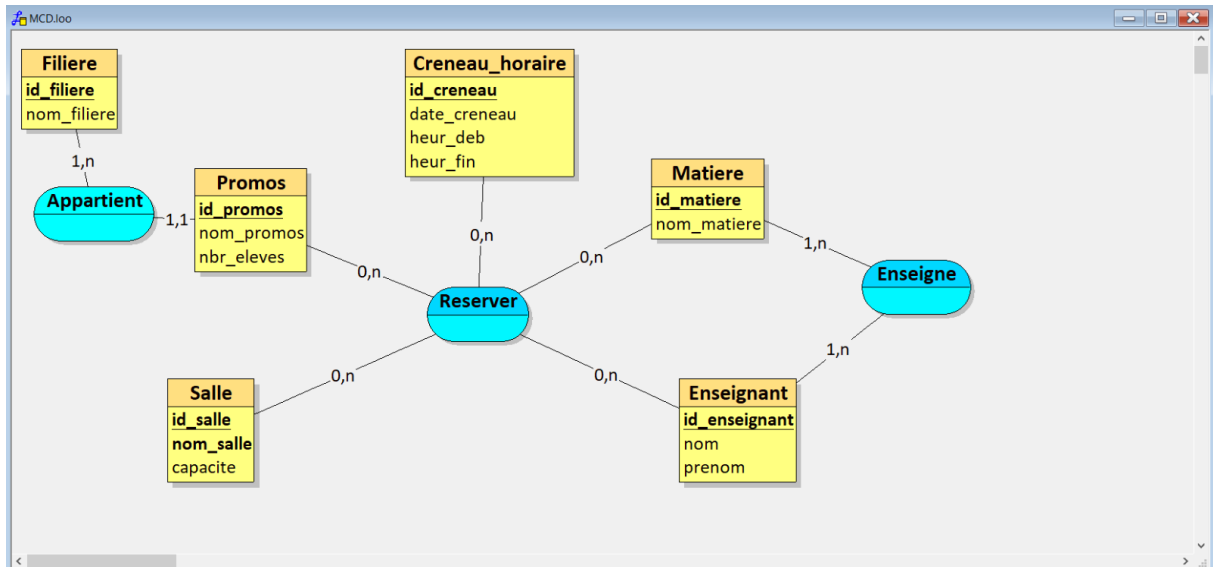 MCD.loo
Filiere
id_filiere
nom_filiere
1,n
Appartient
1,1
Promos
id_promos
nom_promos
nbr_eleves
0,n
Creneau_horaire
id_creneau
date_creneau
heur_deb
heur_fin
0,n
Reserver
0,n
Matiere
id_matiere
nom_matiere
1,n
Enseigne
1,n
0,n
Salle
id_salle
nom_salle
capacite
0,n
Enseignant
id_enseignant
nom
prenom